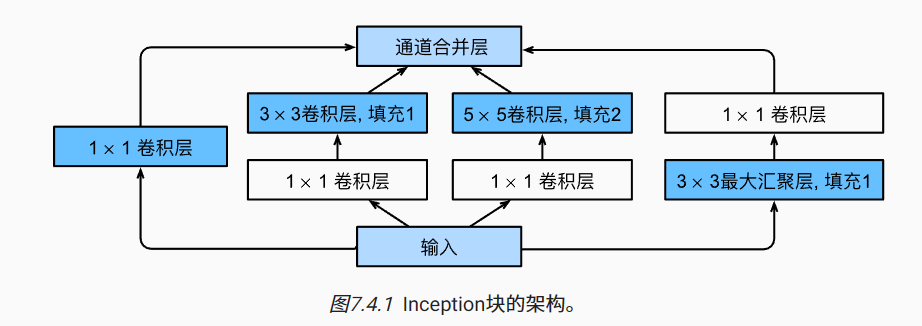 通道合并层
3 × 3卷积层, 填充1
5 × 5卷积层, 填充2
1 × 1 卷积层
1 × 1 卷积层
1 × 1 卷积层
1 × 1 卷积层
3 × 3最大汇聚层, 填充1
输入
图7.4.1 Inception块的架构。